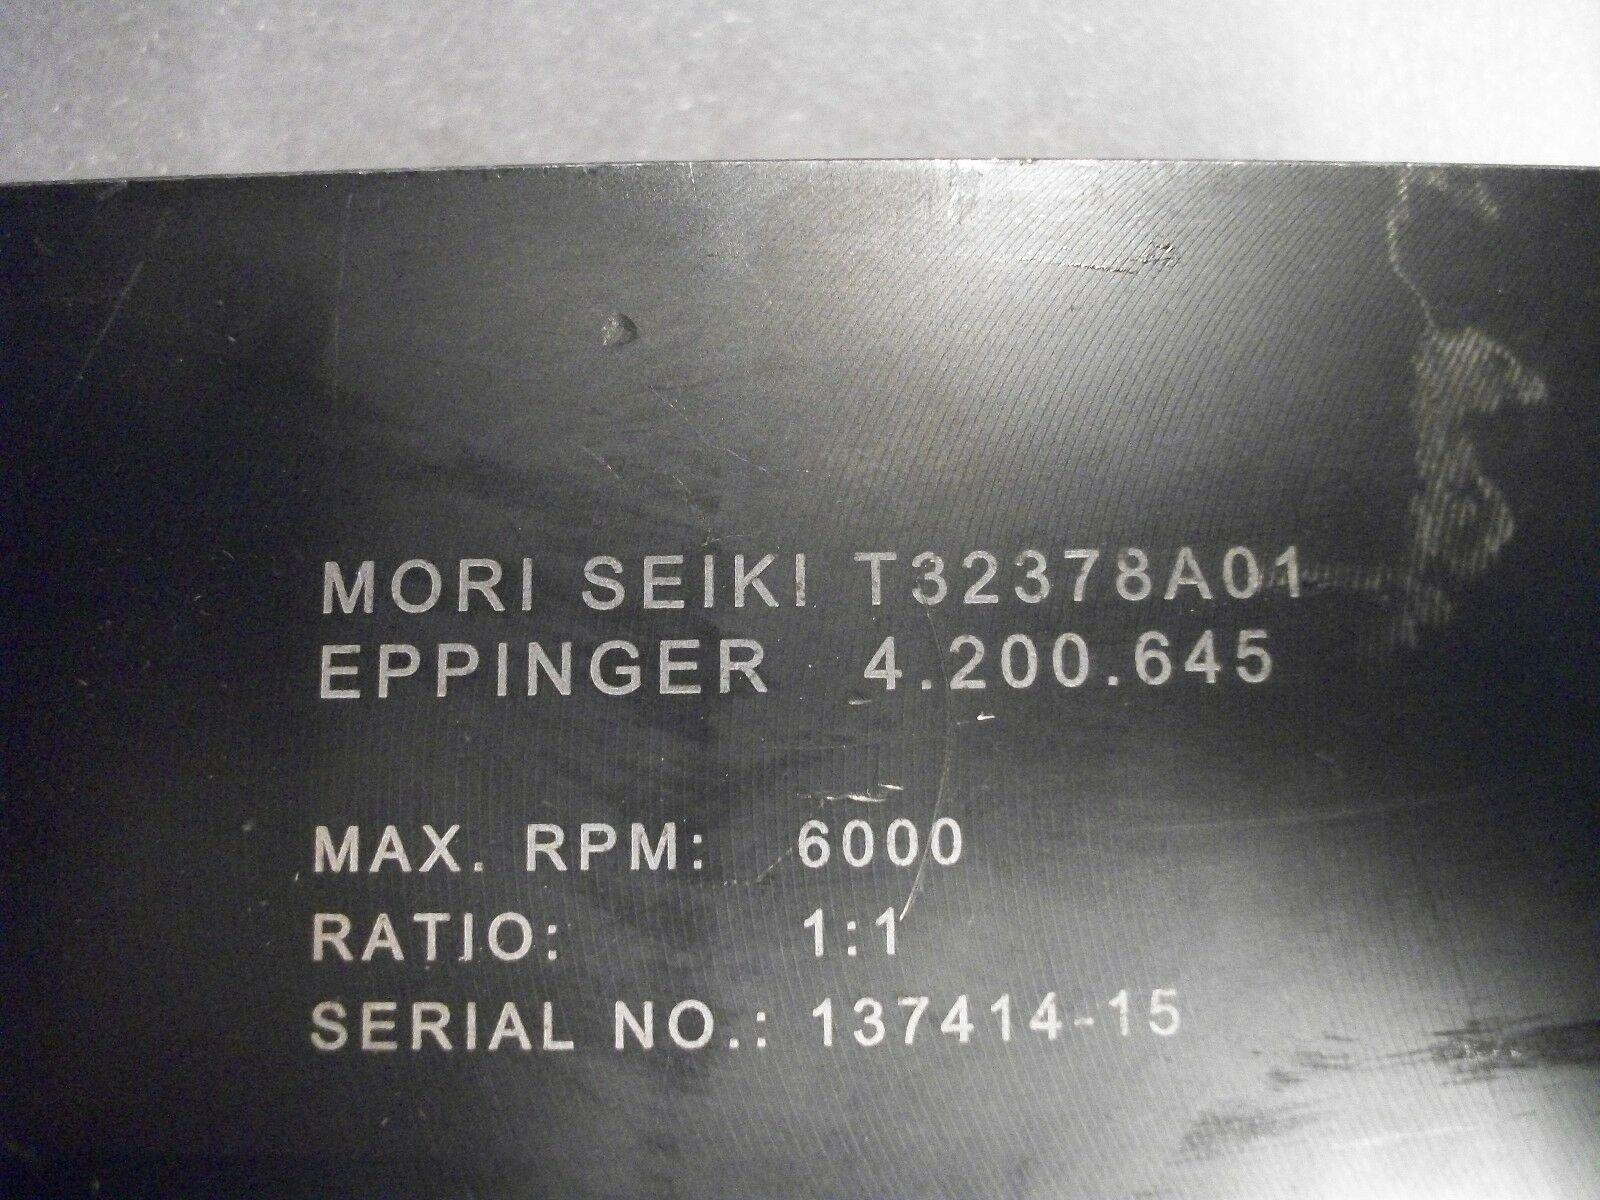 MORI SEIKI T32378A01
EPPINGER 4.200.645
MAX. RPM: 6000
RATIO: 1:1
SERIAL NO.: 137414-15